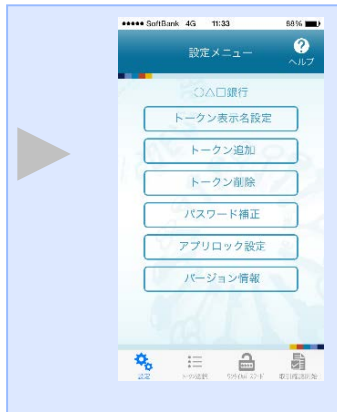 SoftBank 4G 11:33 58%
設定メニュー
?
ヘルプ
○△□銀行
トークン表示名設定
トークン追加
トークン削除
パスワード補正
アプリロック設定
バージョン情報
設定